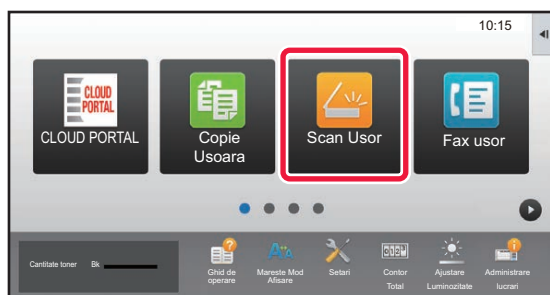 10:15
CLOUD
PORTAL
CLOUD PORTAL
Copie
Usoara
Scan Usor
Fax usor
Cantitate toner Bk
Ghid de
operare
Mareste Mod
Afisare
Setari
Contor
Total
Ajustare
Luminozitate
Administrare
lucrari